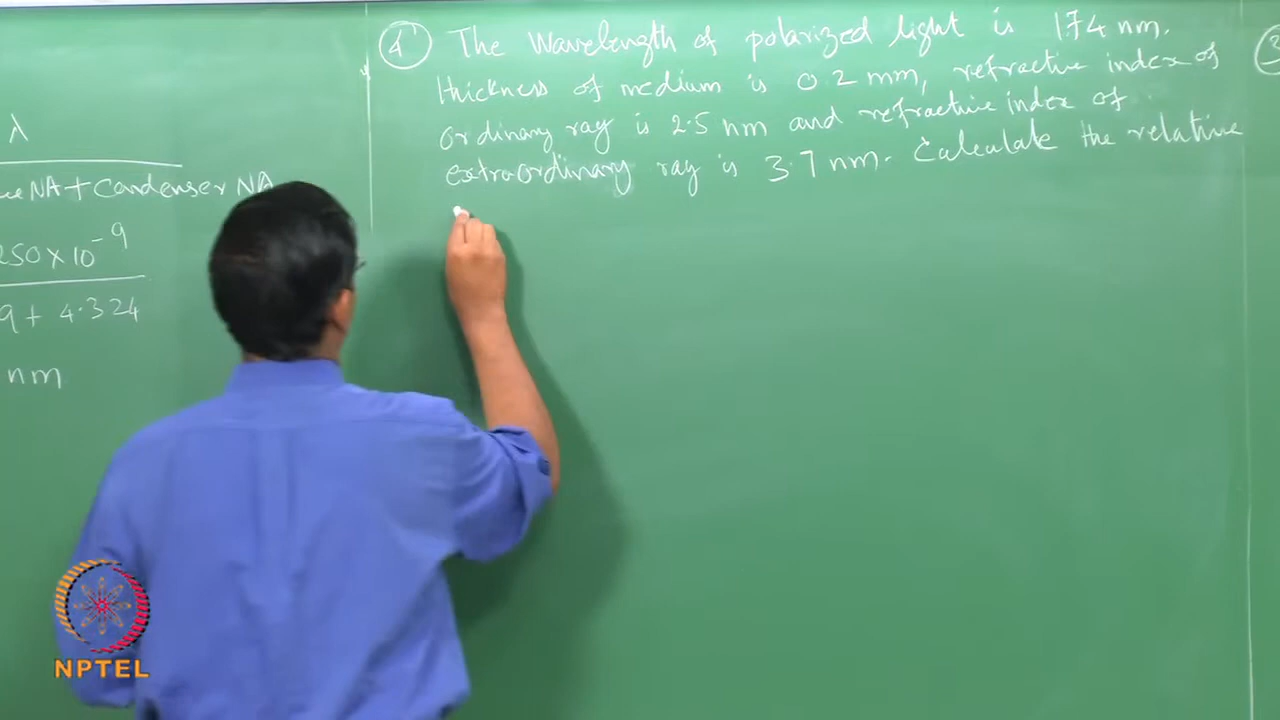 λ
NA + Condenser NA
250 × 10⁻⁹
9 + 4.324
nm
④ The Wavelength of polarized light is 174 nm.
thickness of medium is 0.2 mm, refractive index of
ordinary ray is 2.5 nm and refractive index of
extraordinary ray is 3.7 nm. Calculate the relative
3
NPTEL